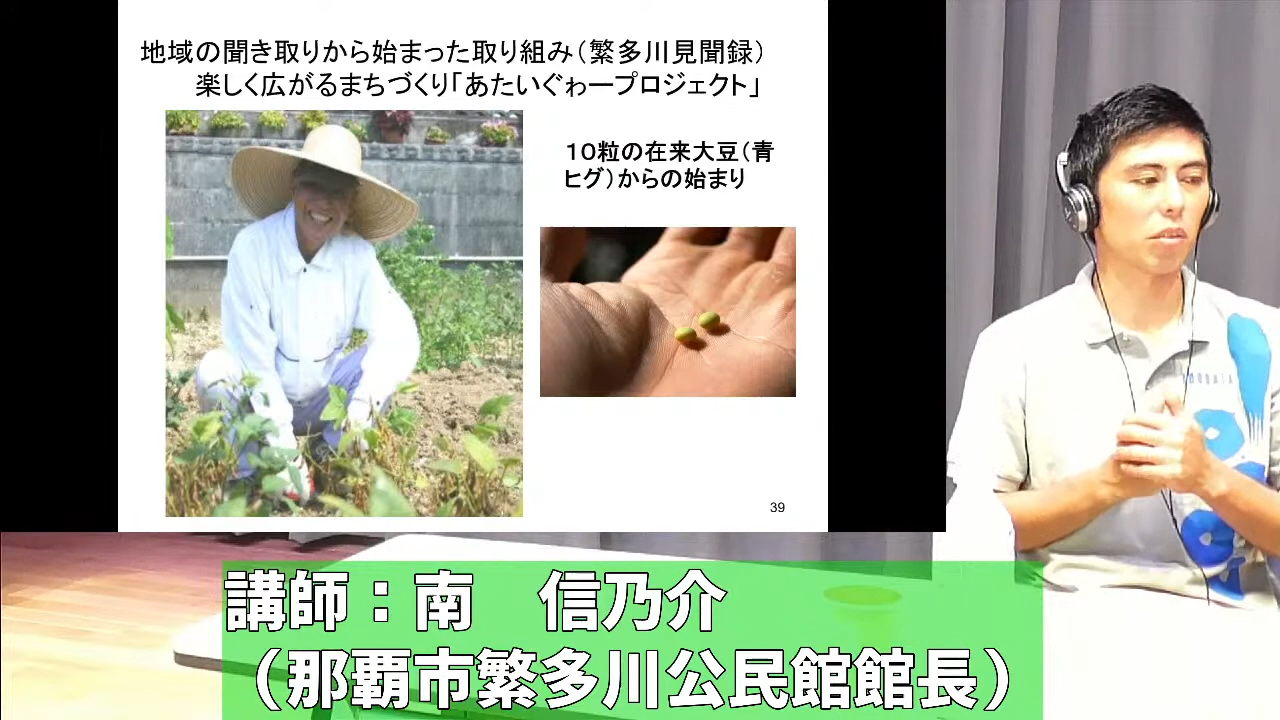 地域の聞き取りから始まった取り組み（繁多川見聞録）
楽しく広がるまちづくり「あたいぐゎープロジェクト」
１０粒の在来大豆（青
ヒグ）からの始まり
39
講師：南　信乃介
（那覇市繁多川公民館館長）